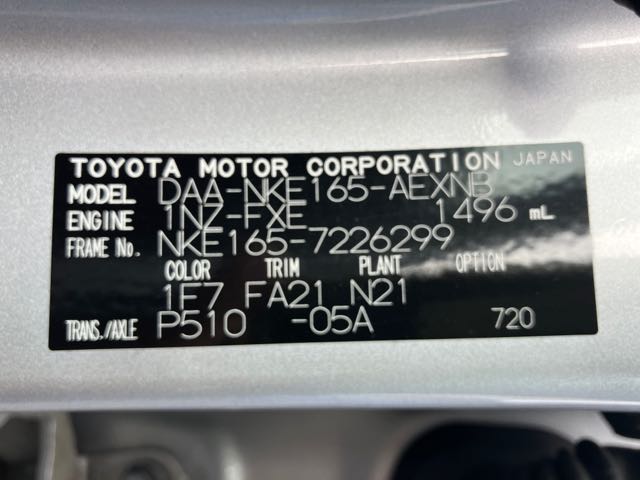 TOYOTA MOTOR CORPORATION JAPAN
MODEL DAA-NKE165-AEXNB
ENGINE 1NZ-FXE 1496 mL
FRAME No. NKE165-7226299
COLOR TRIM PLANT OPTION
1F7 FA21 N21
TRANS./AXLE P510 -05A 720